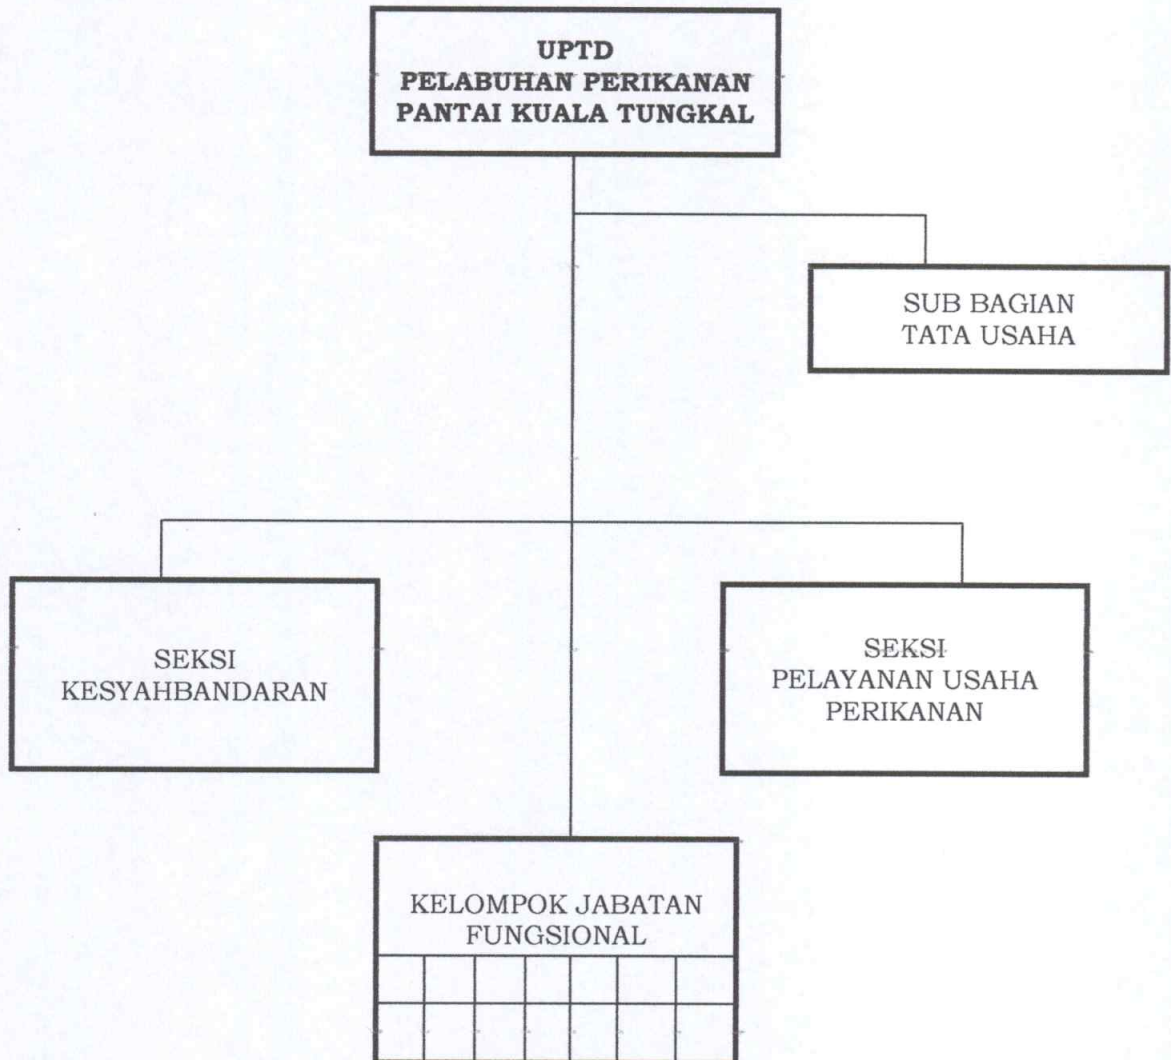 UPTD
PELABUHAN PERIKANAN
PANTAI KUALA TUNGKAL
SUB BAGIAN
TATA USAHA
SEKSI
KESYAHBANDARAN
SEKSI
PELAYANAN USAHA
PERIKANAN
KELOMPOK JABATAN
FUNGSIONAL